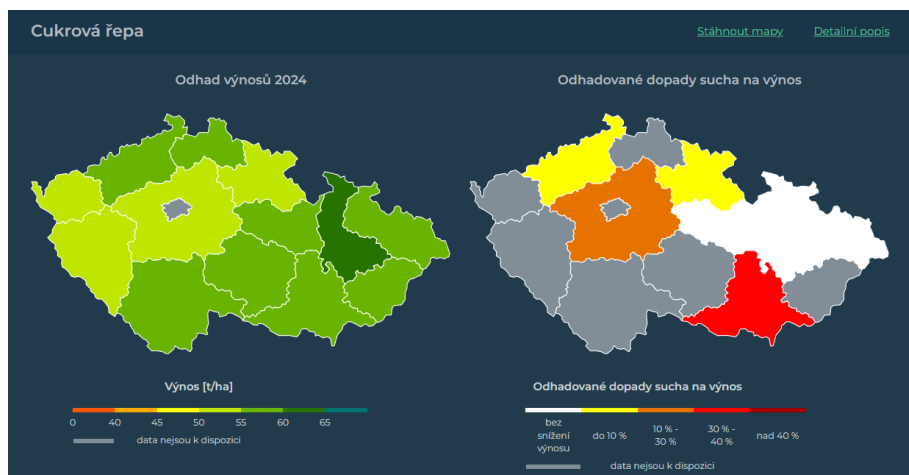 Cukrová řepa
Stáhnout mapy Detailní popis
Odhad výnosů 2024
Odhadované dopady sucha na výnos
Výnos [t/ha]
0 40 45 50 55 60 65
data nejsou k dispozici
Odhadované dopady sucha na výnos
bez snížení výnosu
do 10 %
10 % - 30 %
30 % - 40 %
nad 40 %
data nejsou k dispozici